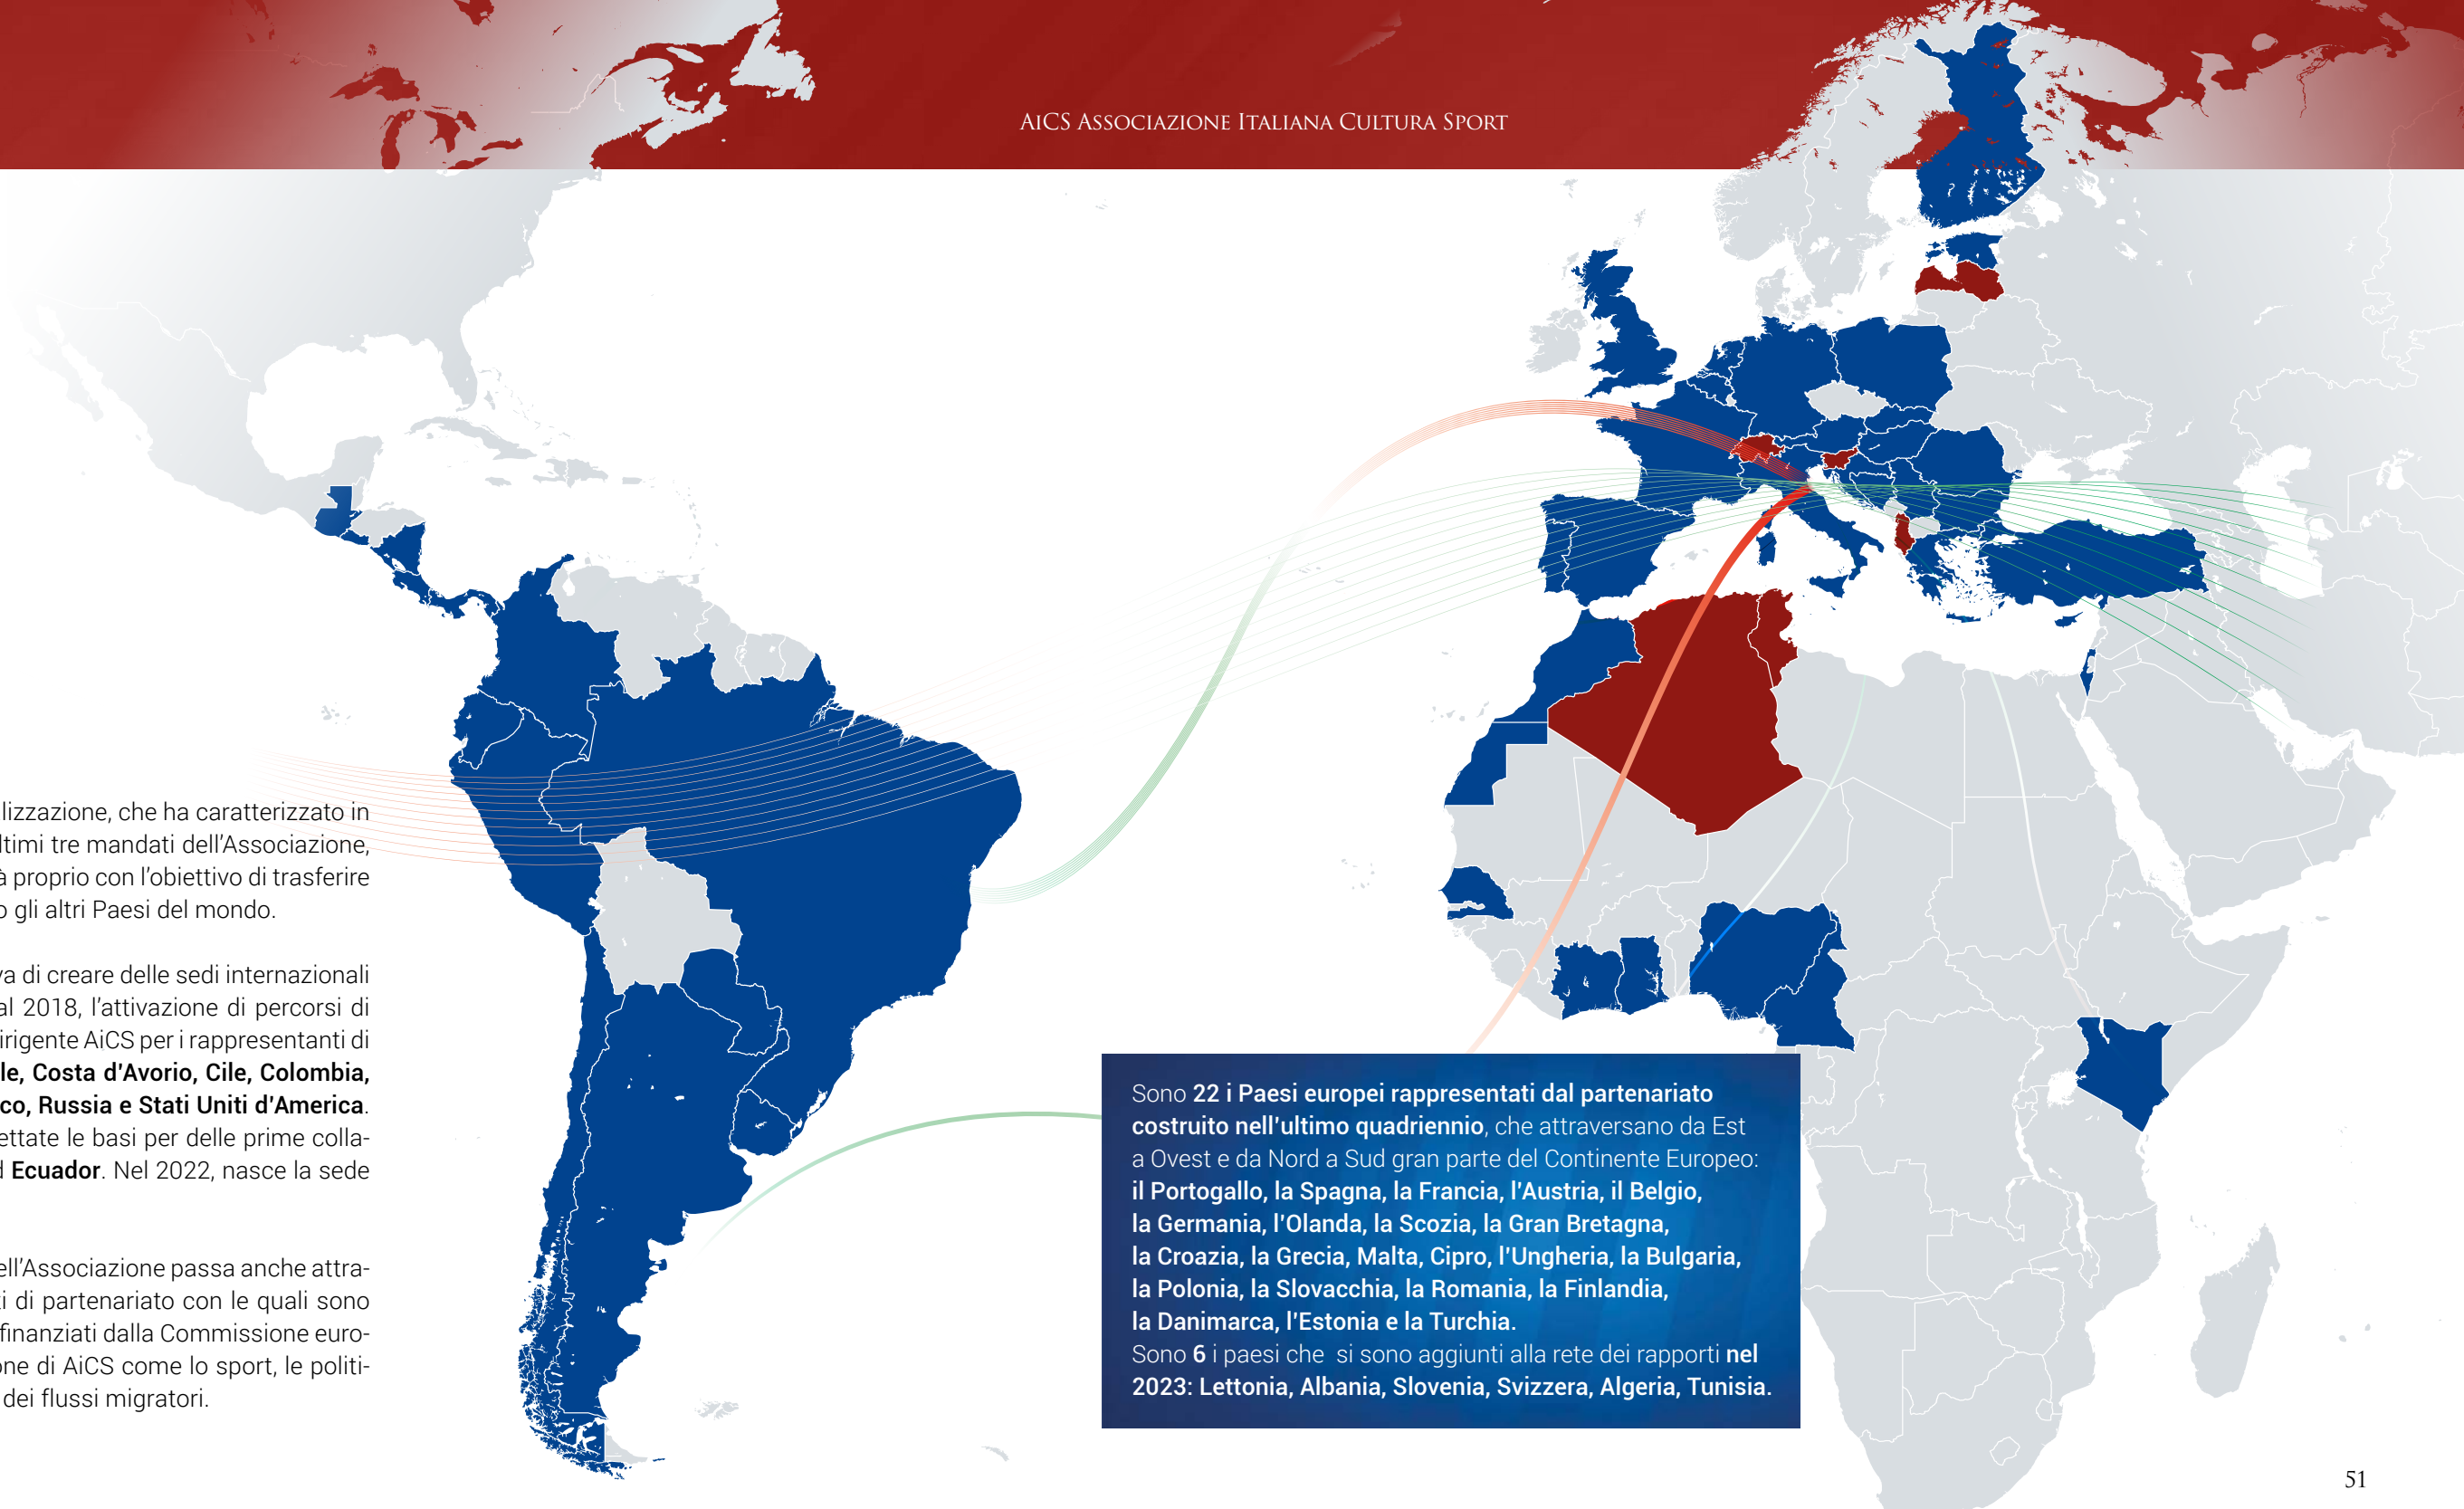 AiCS Associazione Italiana Cultura Sport
lizzazione, che ha caratterizzato in
ltimi tre mandati dell'Associazione,
à proprio con l'obiettivo di trasferire
o gli altri Paesi del mondo.
va di creare delle sedi internazionali
al 2018, l'attivazione di percorsi di
irigente AiCS per i rappresentanti di
le, Costa d'Avorio, Cile, Colombia,
co, Russia e Stati Uniti d'America.
ettate le basi per delle prime colla-
d Ecuador. Nel 2022, nasce la sede
ell'Associazione passa anche attra-
ti di partenariato con le quali sono
finanziati dalla Commissione euro-
one di AiCS come lo sport, le politi-
dei flussi migratori.
Sono 22 i Paesi europei rappresentati dal partenariato
costruito nell'ultimo quadriennio, che attraversano da Est
a Ovest e da Nord a Sud gran parte del Continente Europeo:
il Portogallo, la Spagna, la Francia, l'Austria, il Belgio,
la Germania, l'Olanda, la Scozia, la Gran Bretagna,
la Croazia, la Grecia, Malta, Cipro, l'Ungheria, la Bulgaria,
la Polonia, la Slovacchia, la Romania, la Finlandia,
la Danimarca, l'Estonia e la Turchia.
Sono 6 i paesi che si sono aggiunti alla rete dei rapporti nel
2023: Lettonia, Albania, Slovenia, Svizzera, Algeria, Tunisia.
51